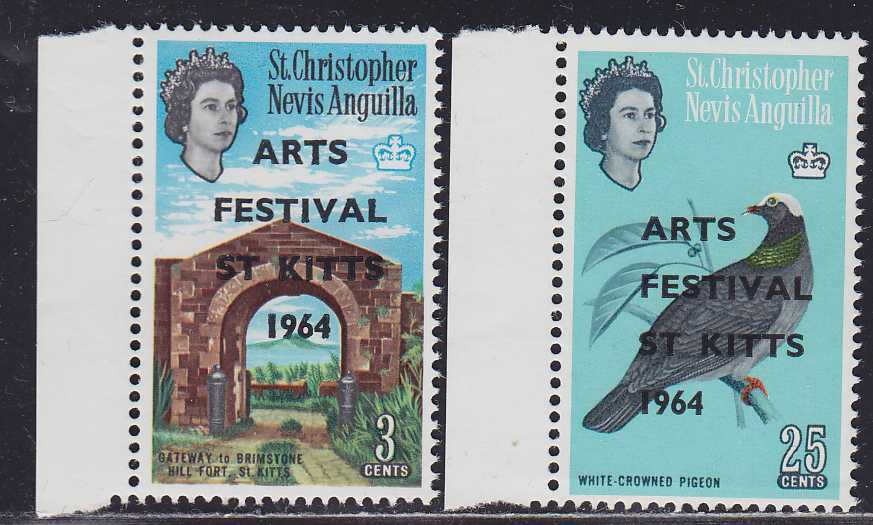 St.Christopher
Nevis Anguilla
ARTS
FESTIVAL
ST KITTS
1964
3
CENTS
GATEWAY to BRIMSTONE
HILL FORT, St. KITTS
St.Christopher
Nevis Anguilla
ARTS
FESTIVAL
ST KITTS
1964
25
CENTS
WHITE-CROWNED PIGEON